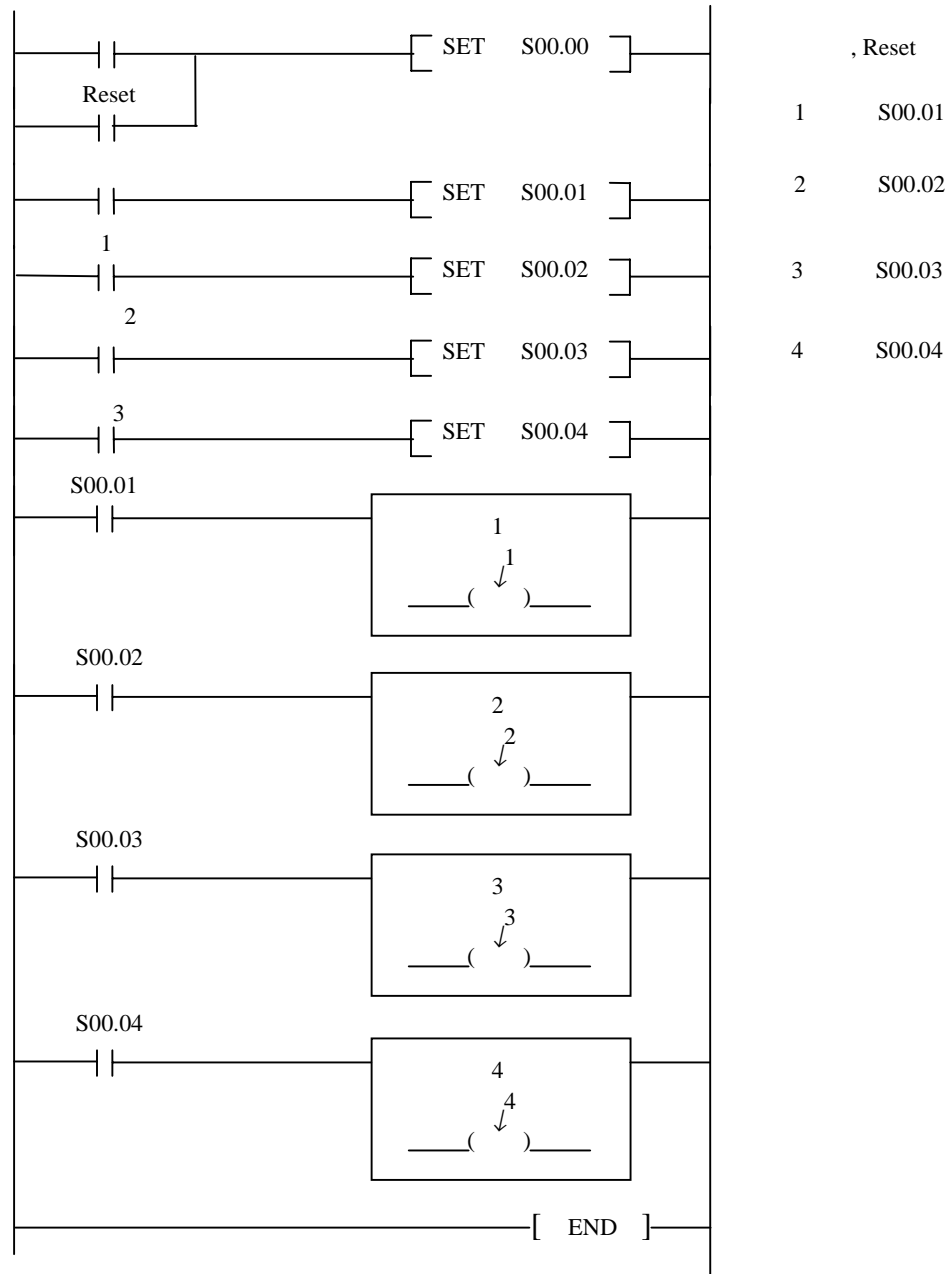 SET S00.00 , Reset
Reset
1 S00.01
SET S00.01 2 S00.02
1
SET S00.02 3 S00.03
2
SET S00.03 4 S00.04
3
SET S00.04
S00.01
1
1
( )
S00.02
2
2
( )
S00.03
3
3
( )
S00.04
4
4
( )
[ END ]